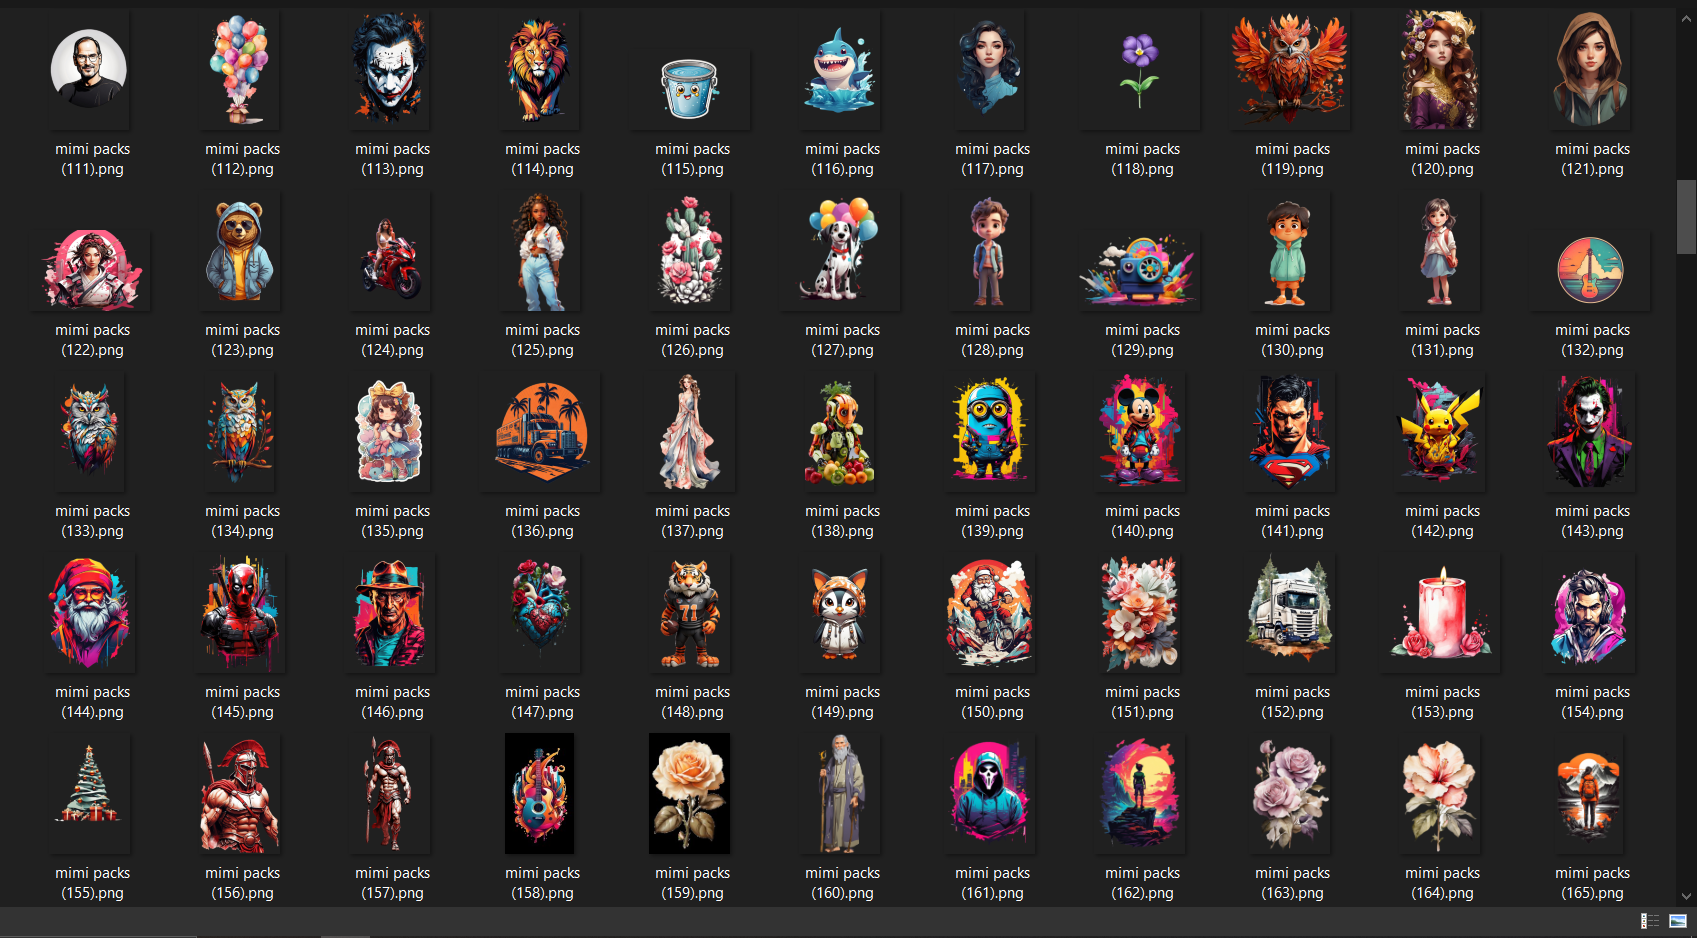 mimi packs
(111).png
mimi packs
(112).png
mimi packs
(113).png
mimi packs
(114).png
mimi packs
(115).png
mimi packs
(116).png
mimi packs
(117).png
mimi packs
(118).png
mimi packs
(119).png
mimi packs
(120).png
mimi packs
(121).png
mimi packs
(122).png
mimi packs
(123).png
mimi packs
(124).png
mimi packs
(125).png
mimi packs
(126).png
mimi packs
(127).png
mimi packs
(128).png
mimi packs
(129).png
mimi packs
(130).png
mimi packs
(131).png
mimi packs
(132).png
mimi packs
(133).png
mimi packs
(134).png
mimi packs
(135).png
mimi packs
(136).png
mimi packs
(137).png
mimi packs
(138).png
mimi packs
(139).png
mimi packs
(140).png
mimi packs
(141).png
mimi packs
(142).png
mimi packs
(143).png
71
mimi packs
(144).png
mimi packs
(145).png
mimi packs
(146).png
mimi packs
(147).png
mimi packs
(148).png
mimi packs
(149).png
mimi packs
(150).png
mimi packs
(151).png
mimi packs
(152).png
mimi packs
(153).png
mimi packs
(154).png
mimi packs
(155).png
mimi packs
(156).png
mimi packs
(157).png
mimi packs
(158).png
mimi packs
(159).png
mimi packs
(160).png
mimi packs
(161).png
mimi packs
(162).png
mimi packs
(163).png
mimi packs
(164).png
mimi packs
(165).png